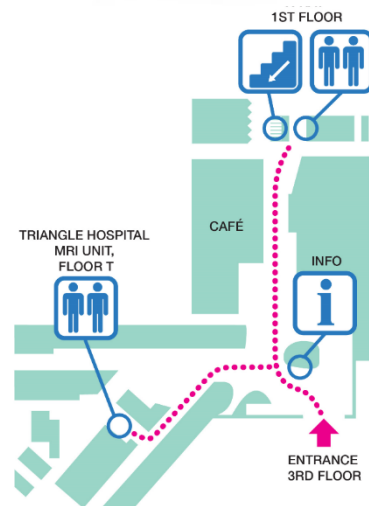 1ST FLOOR
CAFÉ
TRIANGLE HOSPITAL
MRI UNIT,
FLOOR T
INFO
i
ENTRANCE
3RD FLOOR